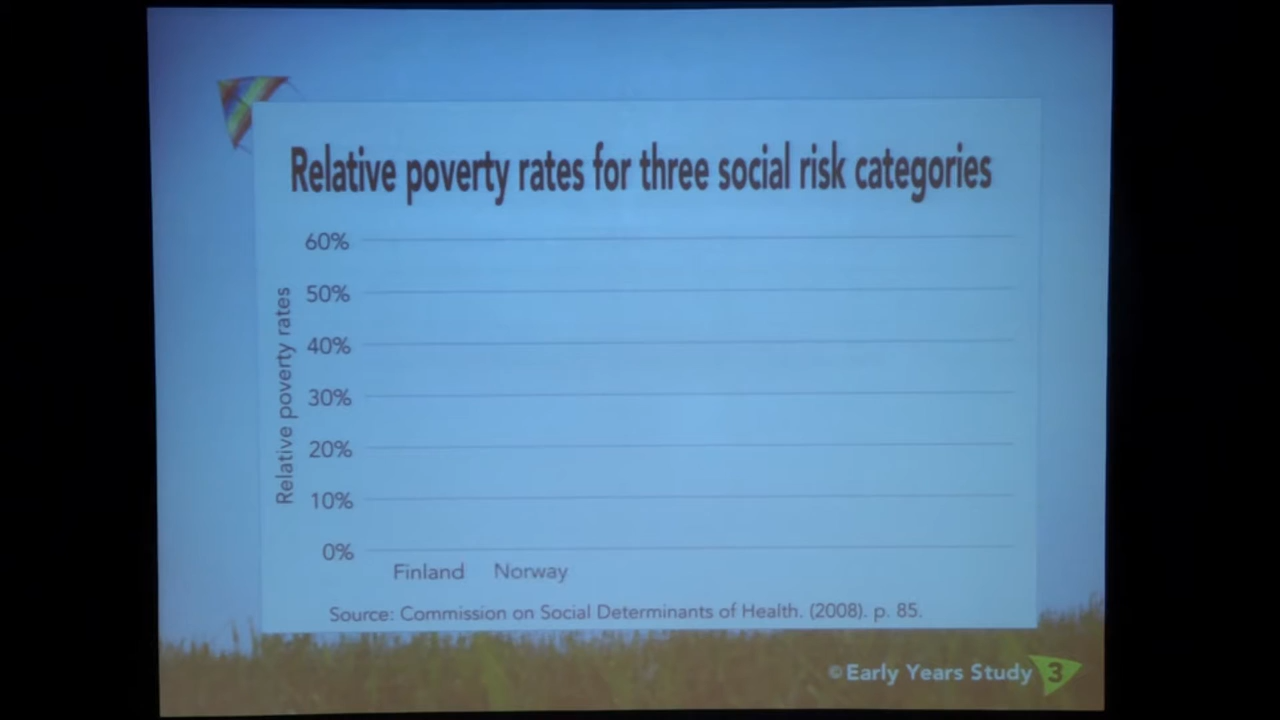 Relative poverty rates for three social risk categories
Relative poverty rates
60%
50%
40%
30%
20%
10%
0%
Finland Norway
Source: Commission on Social Determinants of Health. (2008). p. 85.
© Early Years Study 3